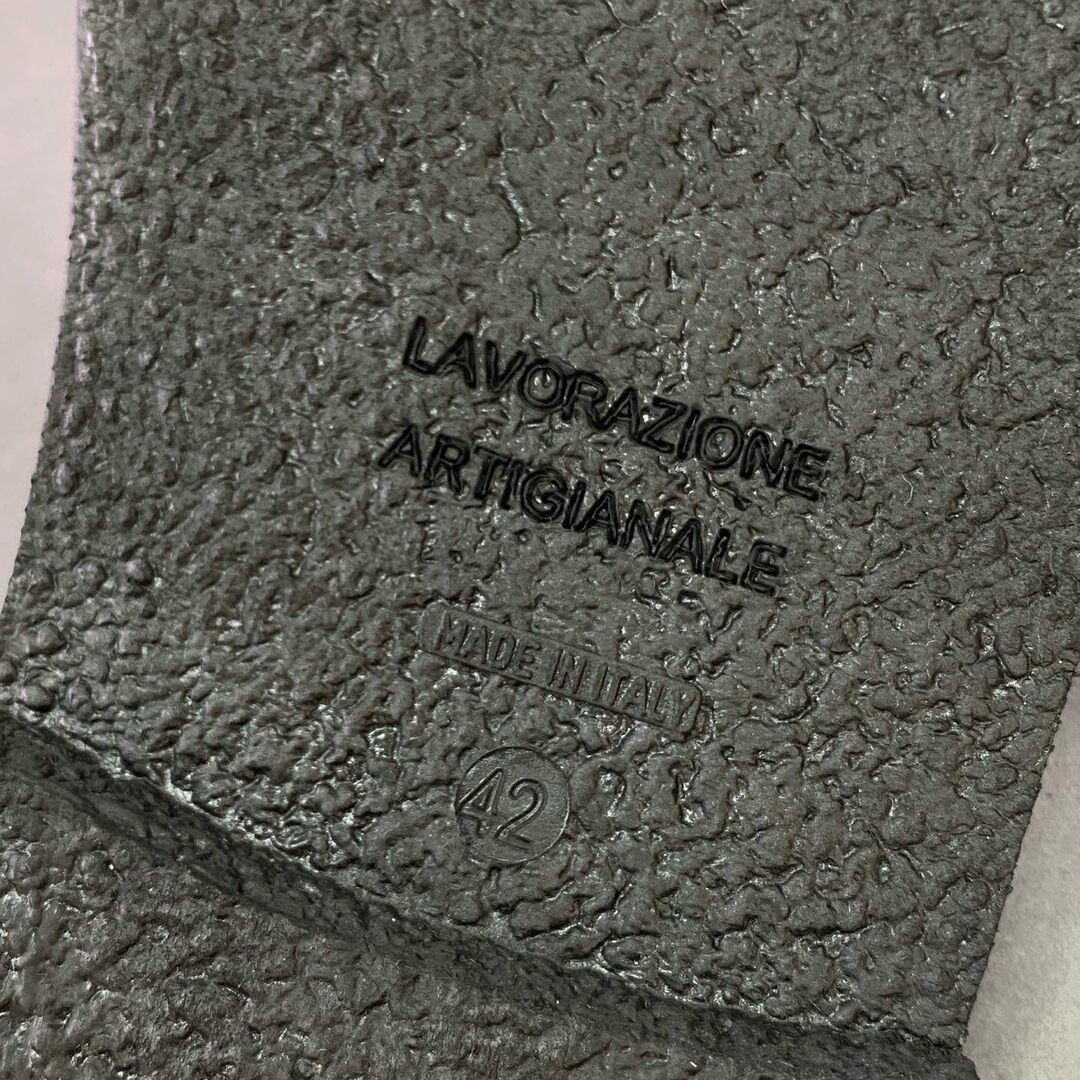 LAVORAZIONE
ARTIGIANALE
MADE IN ITALY
42